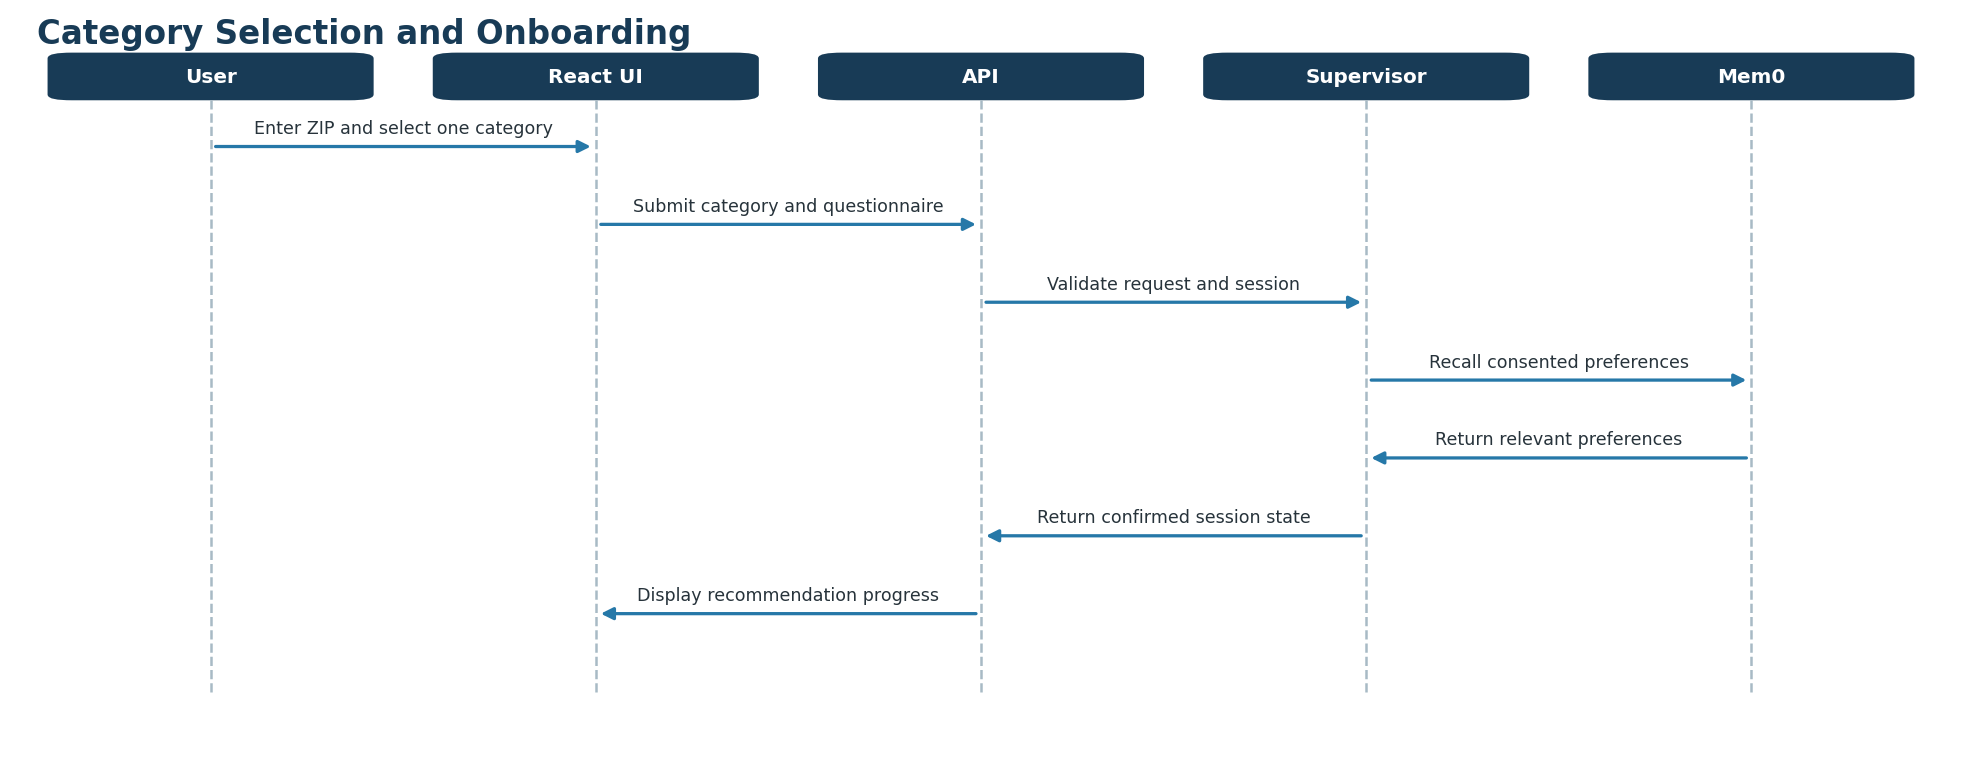 Category Selection and Onboarding
User
React UI
API
Supervisor
Mem0
Enter ZIP and select one category
Submit category and questionnaire
Validate request and session
Recall consented preferences
Return relevant preferences
Return confirmed session state
Display recommendation progress